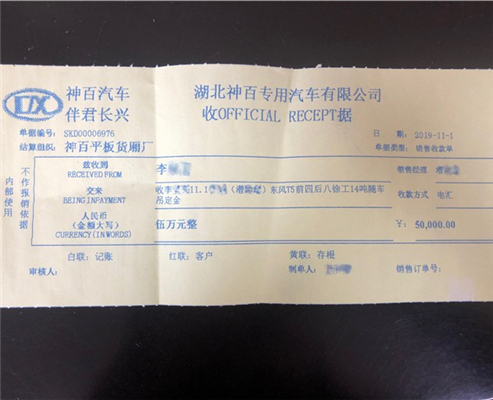 神百汽车
伴君长兴
湖北神百专用汽车有限公司
收OFFICIAL RECEPT据
单据编号: SKD00006976
日 期: 2019-11-1
结算组织: 神百平板货厢厂
单据类型: 销售收款单
不作报销依据
内部使用
兹收到
RECEIVED FROM
李
销售经理
交来
BEING INPAYMENT
收李 11.1 ( ) 东风T5前四后八徐工14吨随车吊定金
收款方式 电汇
人民币
(金额大写)
CURRENCY(IN WORDS)
伍万元整
¥: 50,000.00
白联: 记账 红联: 客户 黄联: 存根
审核人: 制单人: 销售订单号: